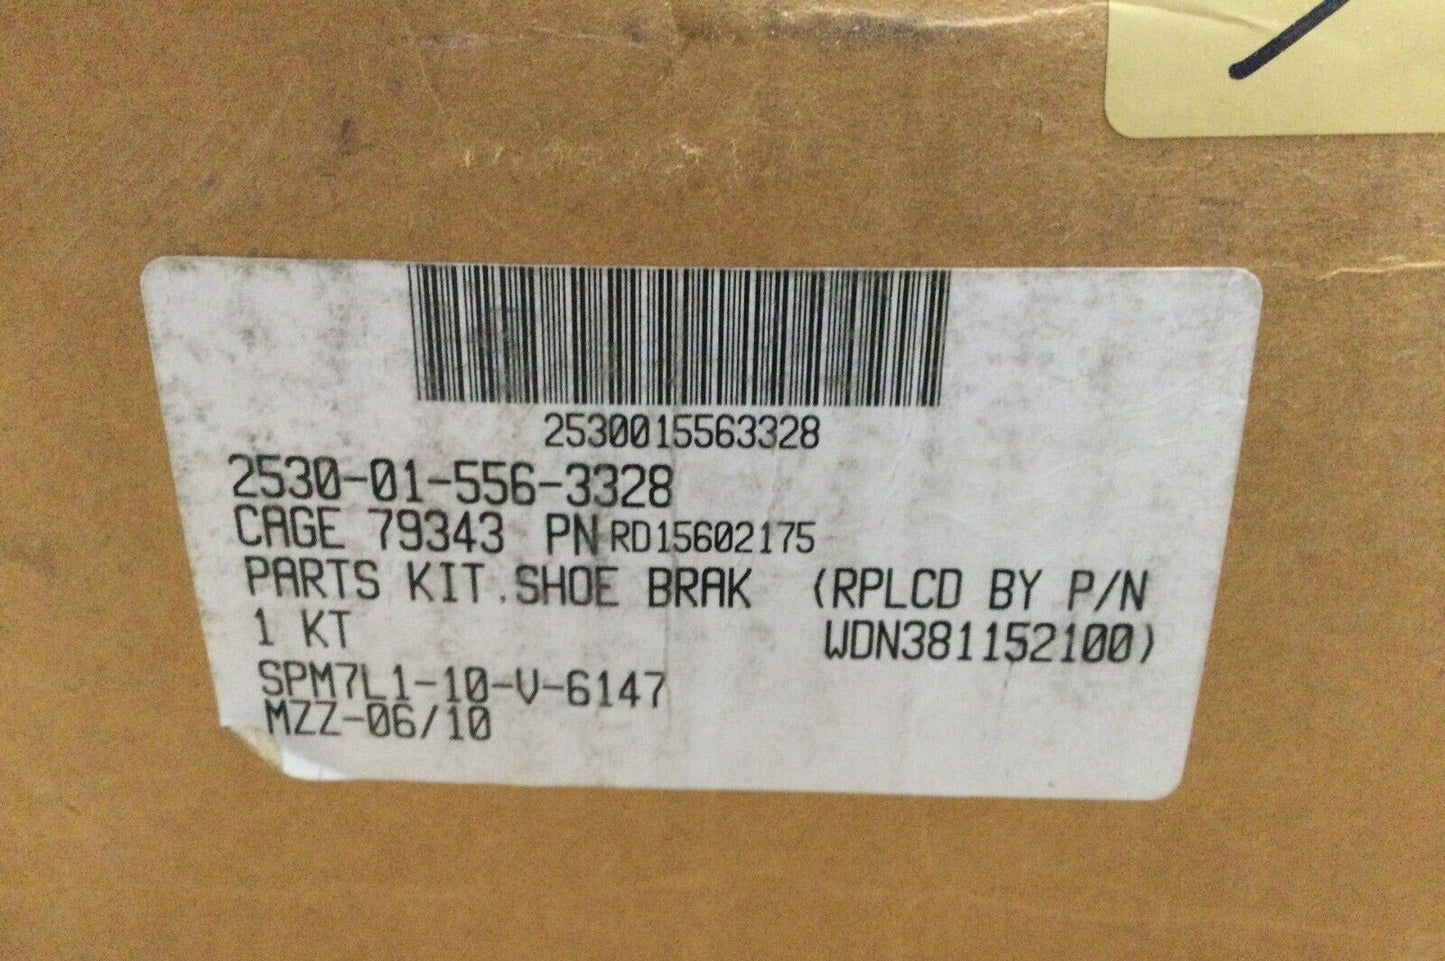 2530015563328
2530-01-556-3328
CAGE 79343 PN RD15602175
PARTS KIT.SHOE BRAK (RPLCD BY P/N
1 KT WDN381152100)
SPM7L1-10-V-6147
MZZ-06/10